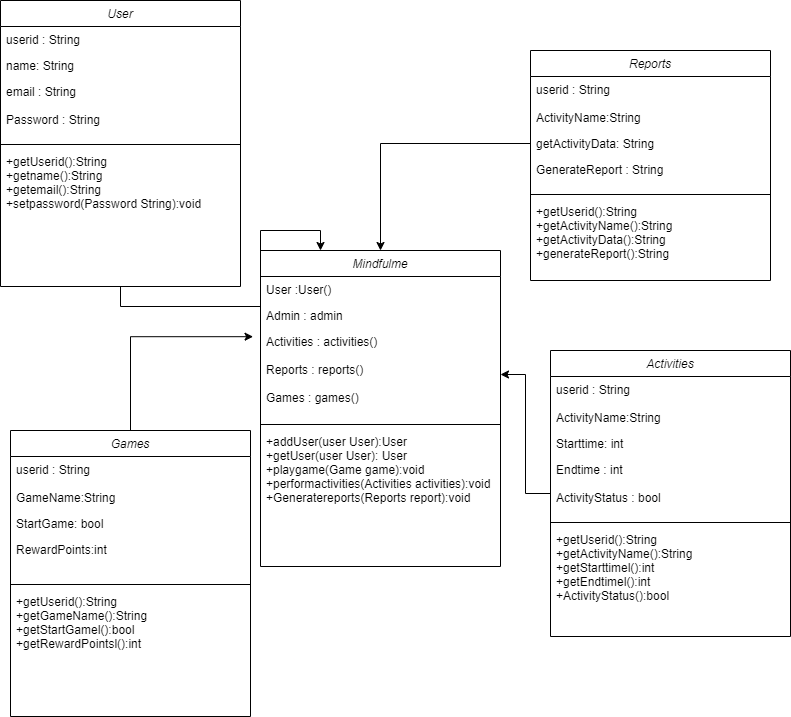 User
userid : String
name: String
email : String
Password : String
+getUserid():String
+getname():String
+getemail():String
+setpassword(Password String):void
Reports
userid : String
ActivityName:String
getActivityData: String
GenerateReport : String
+getUserid():String
+getActivityName():String
+getActivityData():String
+generateReport():String
Mindfulme
User :User()
Admin : admin
Activities : activities()
Reports : reports()
Games : games()
+addUser(user User):User
+getUser(user User): User
+playgame(Game game):void
+performactivities(Activities activities):void
+Generatereports(Reports report):void
Activities
userid : String
ActivityName:String
Starttime: int
Endtime : int
ActivityStatus : bool
+getUserid():String
+getActivityName():String
+getStarttimeI():int
+getEndtimeI():int
+ActivityStatus():bool
Games
userid : String
GameName:String
StartGame: bool
RewardPoints:int
+getUserid():String
+getGameName():String
+getStartGameI():bool
+getRewardPointsI():int